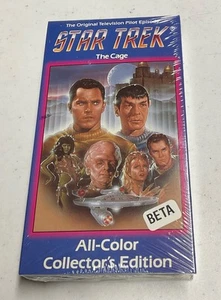 The Original Television Pilot Episode
STAR TREK
The Cage
BETA
All-Color
Collector's Edition